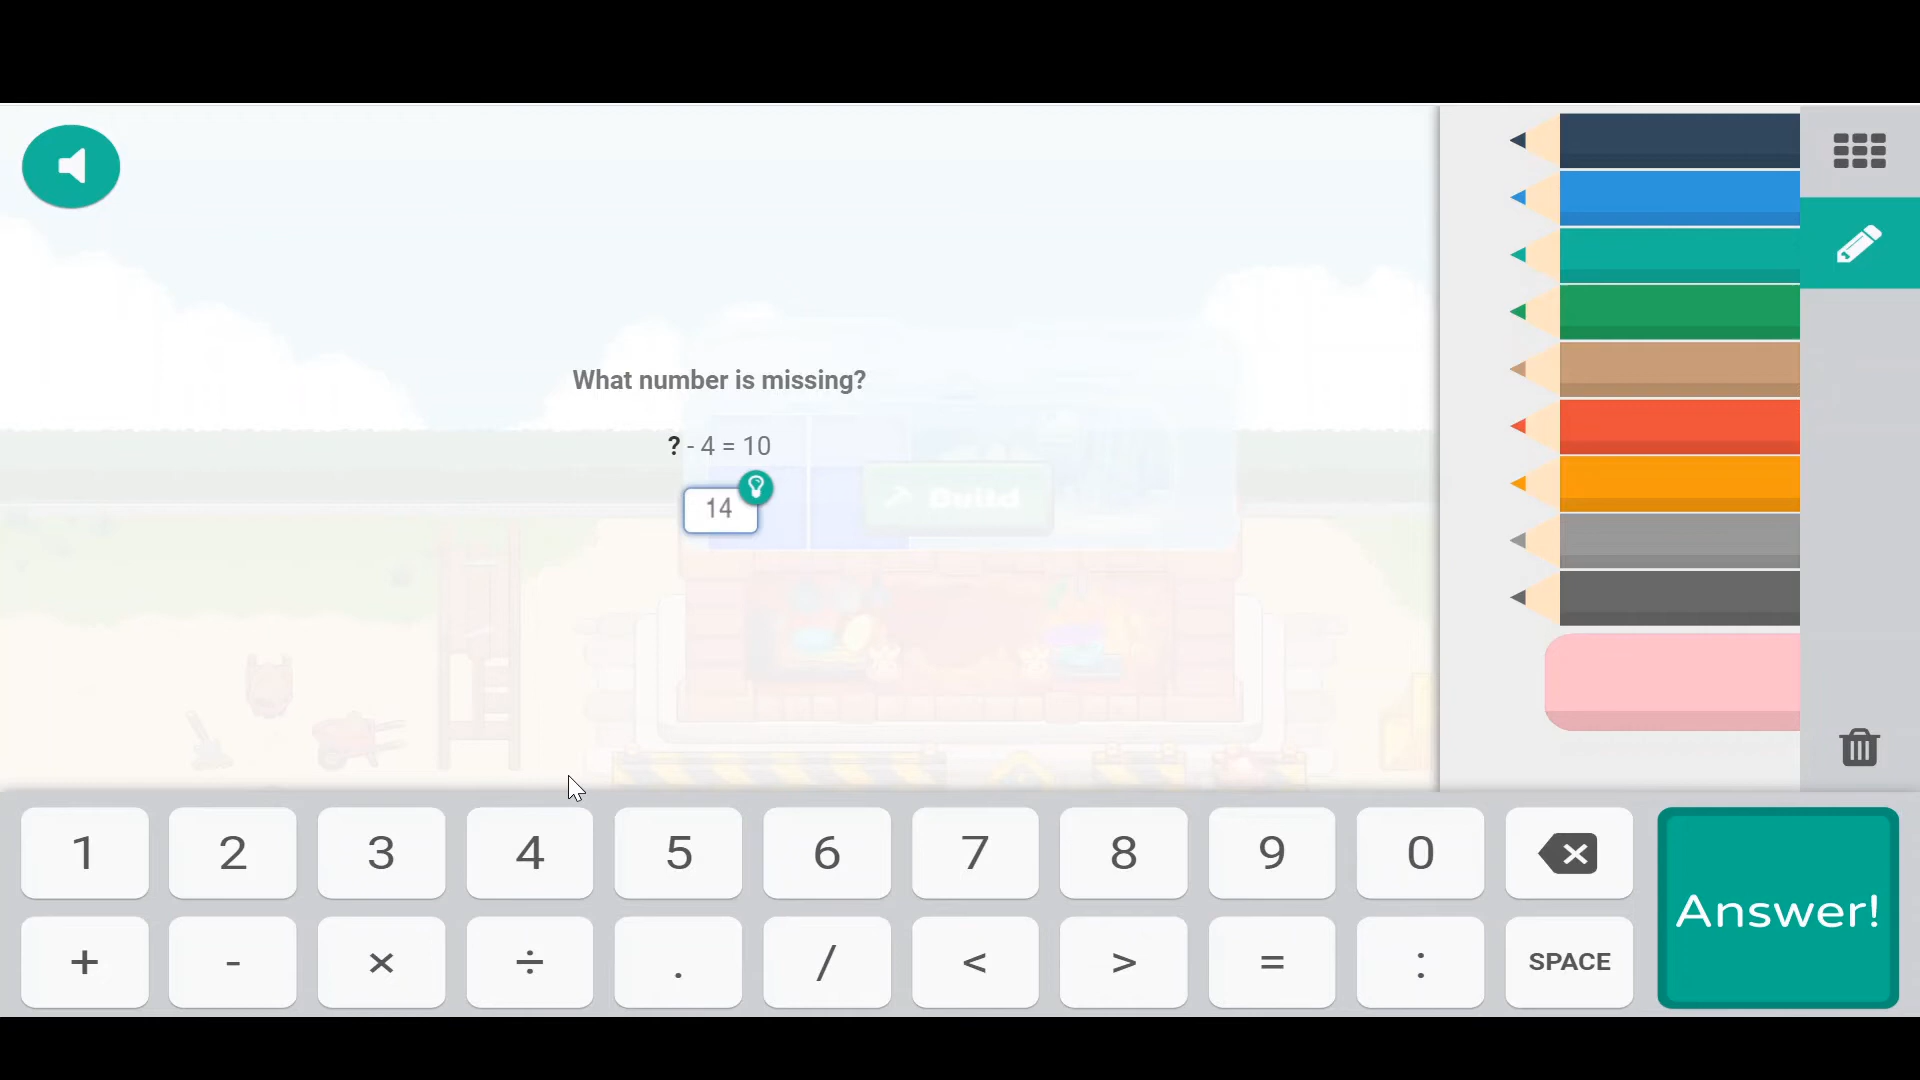 What number is missing?
? - 4 = 10
14
Build
1 2 3 4 5 6 7 8 9 0
+ - × ÷ . / < > = : SPACE
Answer!